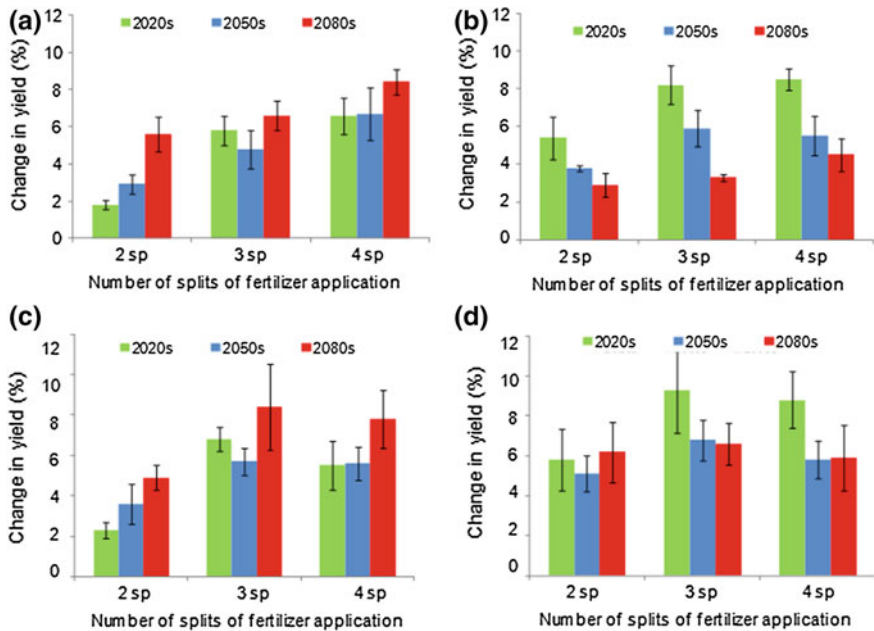 (a)
2020s 2050s 2080s
Change in yield (%)
12
10
8
6
4
2
0
2 sp 3 sp 4 sp
Number of splits of fertilizer application
(b)
2020s 2050s 2080s
Change in yield (%)
12
10
8
6
4
2
0
2 sp 3 sp 4 sp
Number of splits of fertilizer application
(c)
2020s 2050s 2080s
Change in yield (%)
12
10
8
6
4
2
0
2 sp 3 sp 4 sp
Number of splits of fertilizer application
(d)
2020s 2050s 2080s
Change in yield (%)
12
10
8
6
4
2
0
2 sp 3 sp 4 sp
Number of splits of fertilizer application